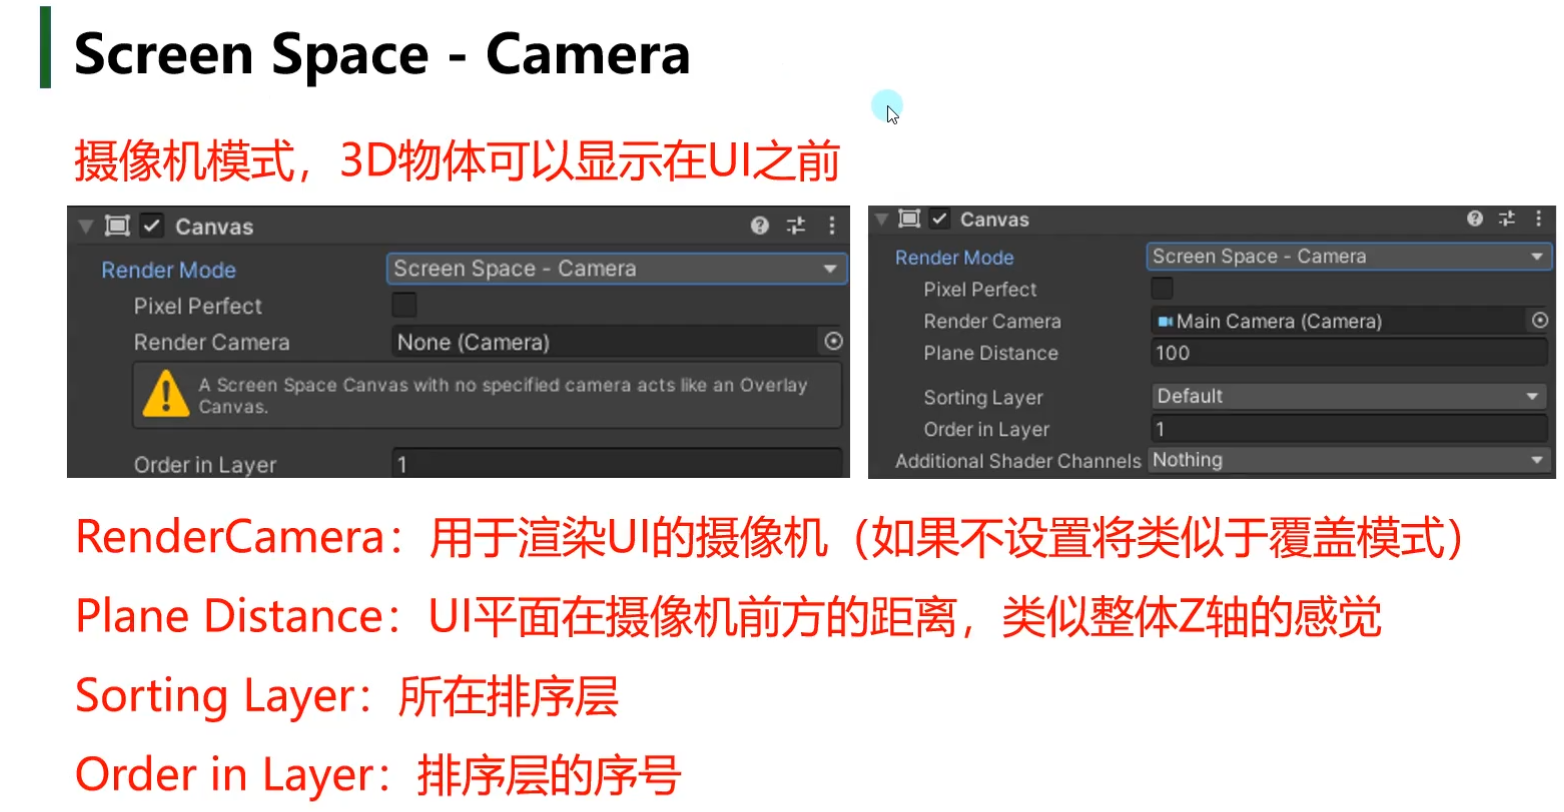 Screen Space - Camera
摄像机模式，3D物体可以显示在UI之前
Canvas
Render Mode
Screen Space - Camera
Pixel Perfect
Render Camera
None (Camera)
A Screen Space Canvas with no specified camera acts like an Overlay
Canvas.
Order in Layer
1
Canvas
Render Mode
Screen Space - Camera
Pixel Perfect
Render Camera
Main Camera (Camera)
Plane Distance
100
Sorting Layer
Default
Order in Layer
1
Additional Shader Channels
Nothing
RenderCamera：用于渲染UI的摄像机（如果不设置将类似于覆盖模式）
Plane Distance：UI平面在摄像机前方的距离，类似整体Z轴的感觉
Sorting Layer：所在排序层
Order in Layer：排序层的序号